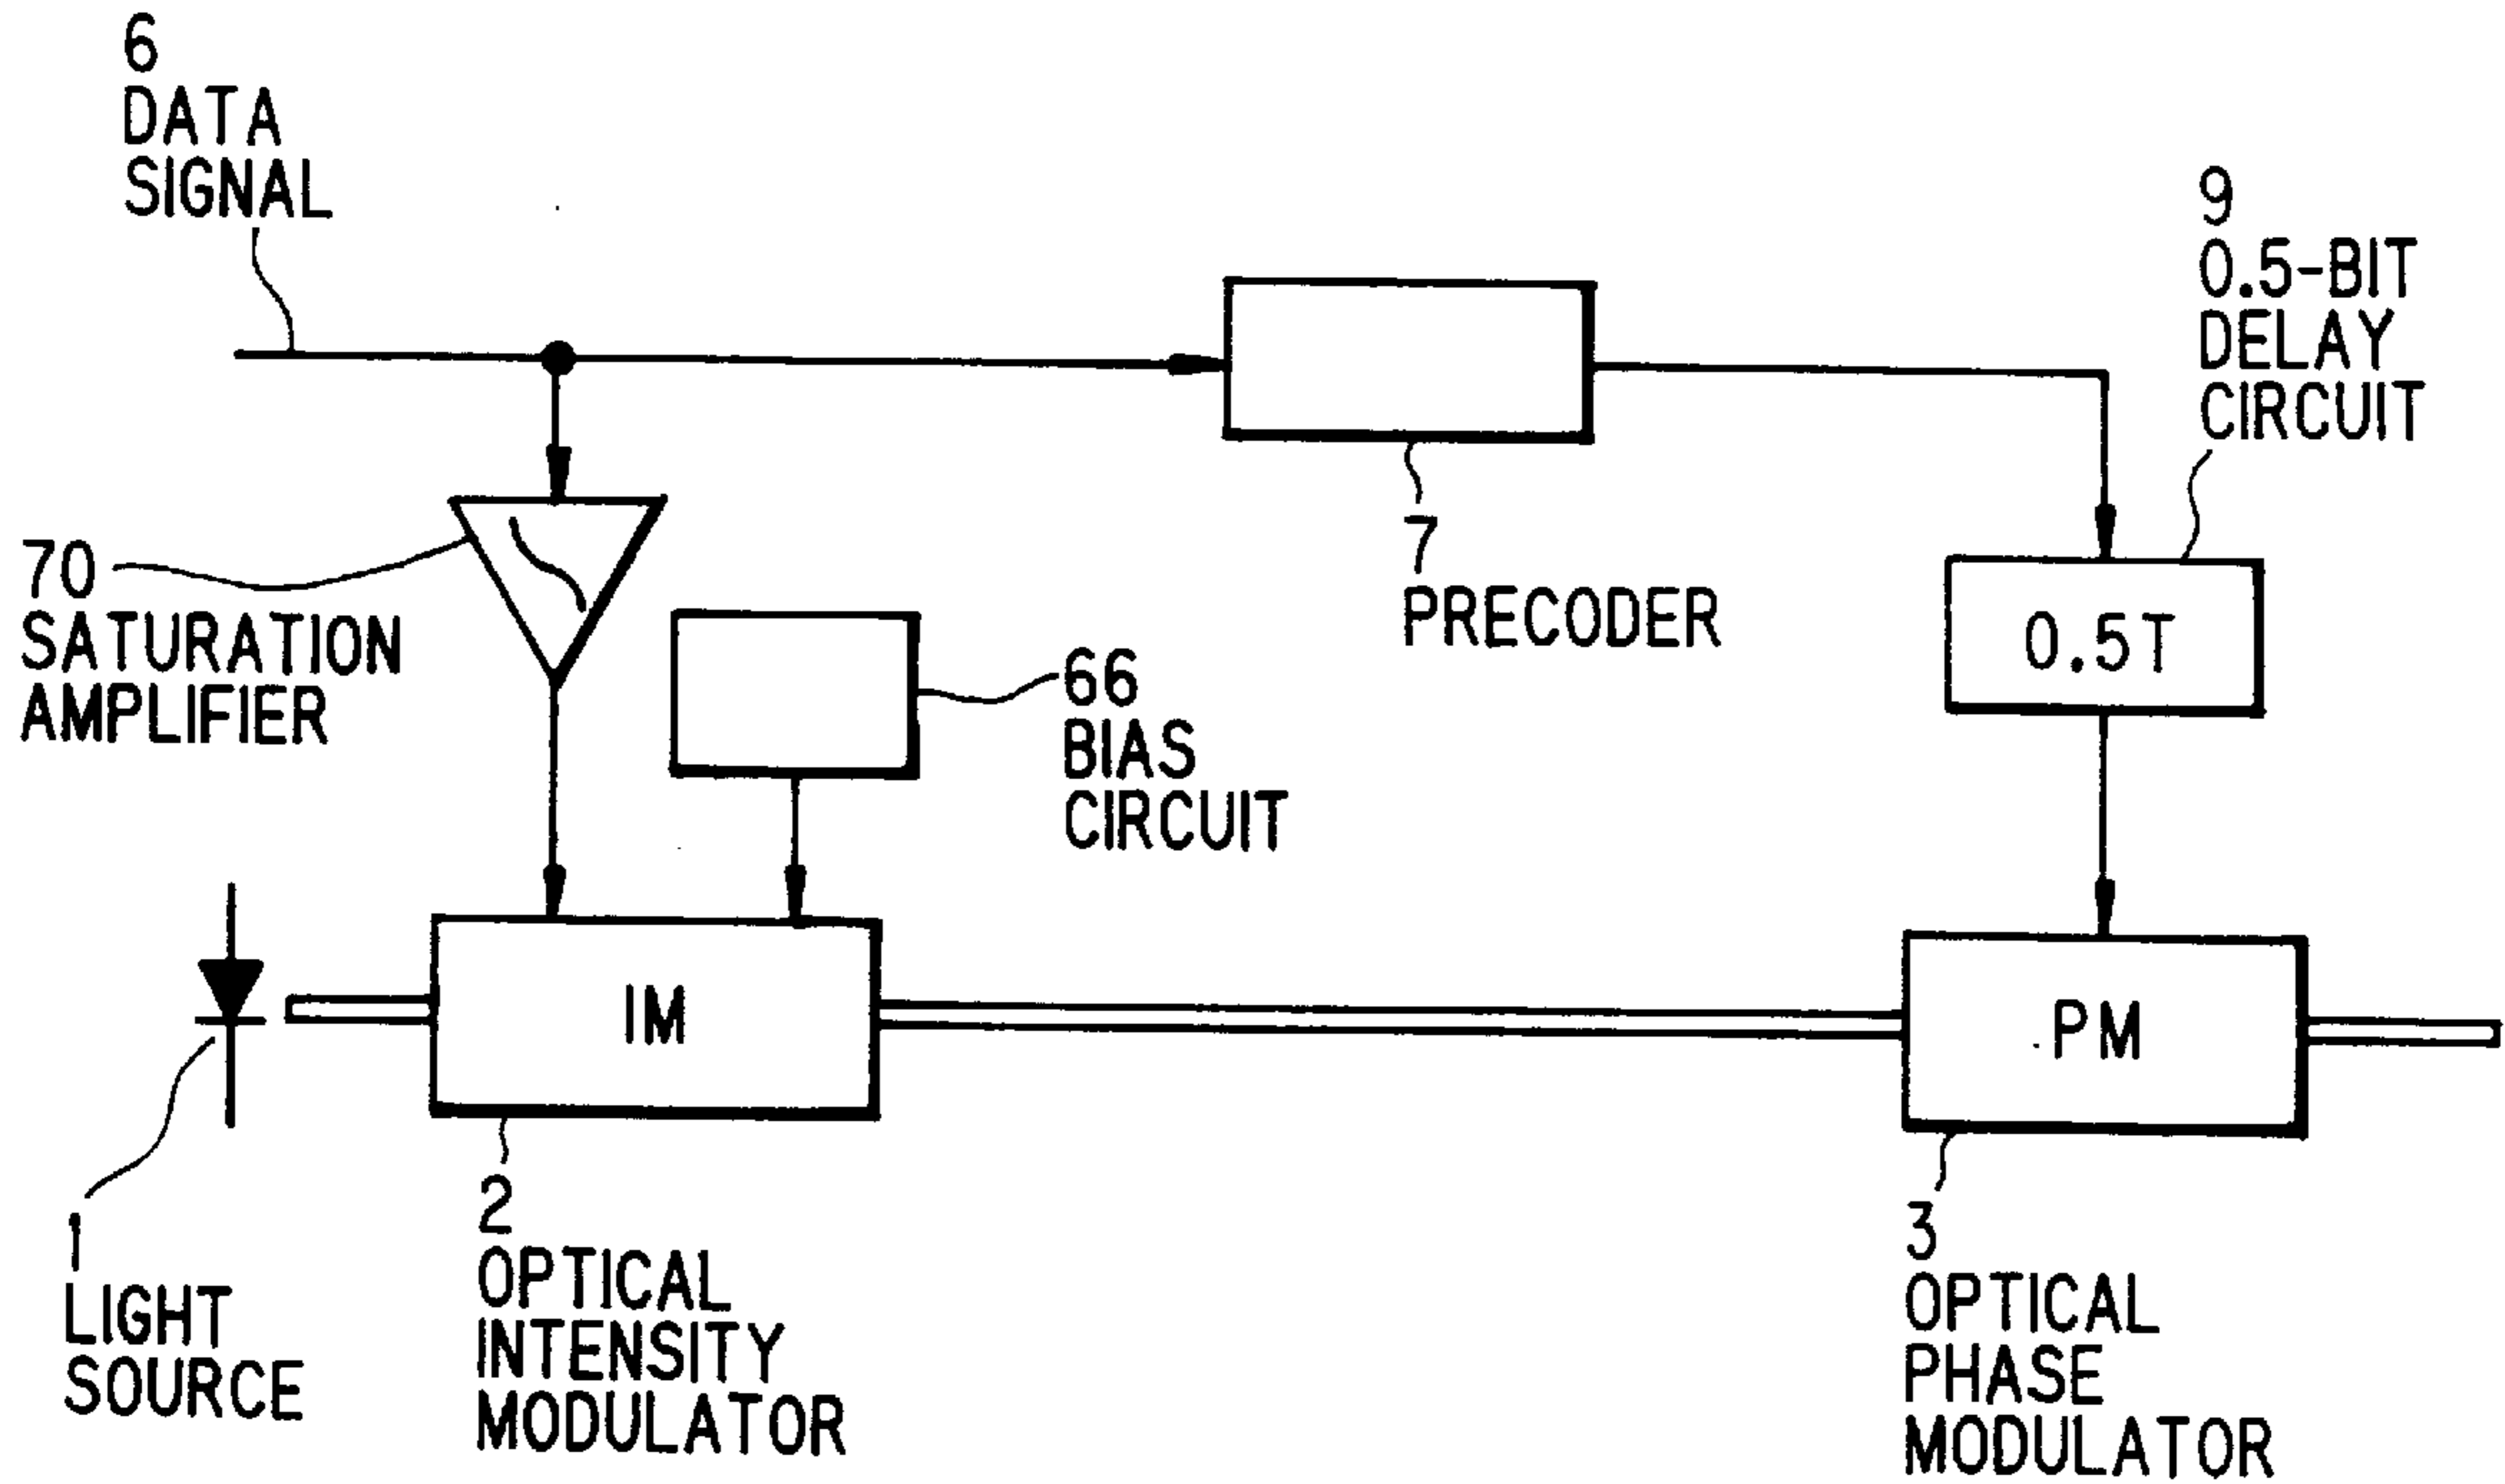 6
DATA
SIGNAL
9
0.5-BIT
DELAY
CIRCUIT
70
SATURATION
AMPLIFIER
7
PRECODER
0.5T
66
BIAS
CIRCUIT
IM
PM
1
LIGHT
SOURCE
2
OPTICAL
INTENSITY
MODULATOR
3
OPTICAL
PHASE
MODULATOR